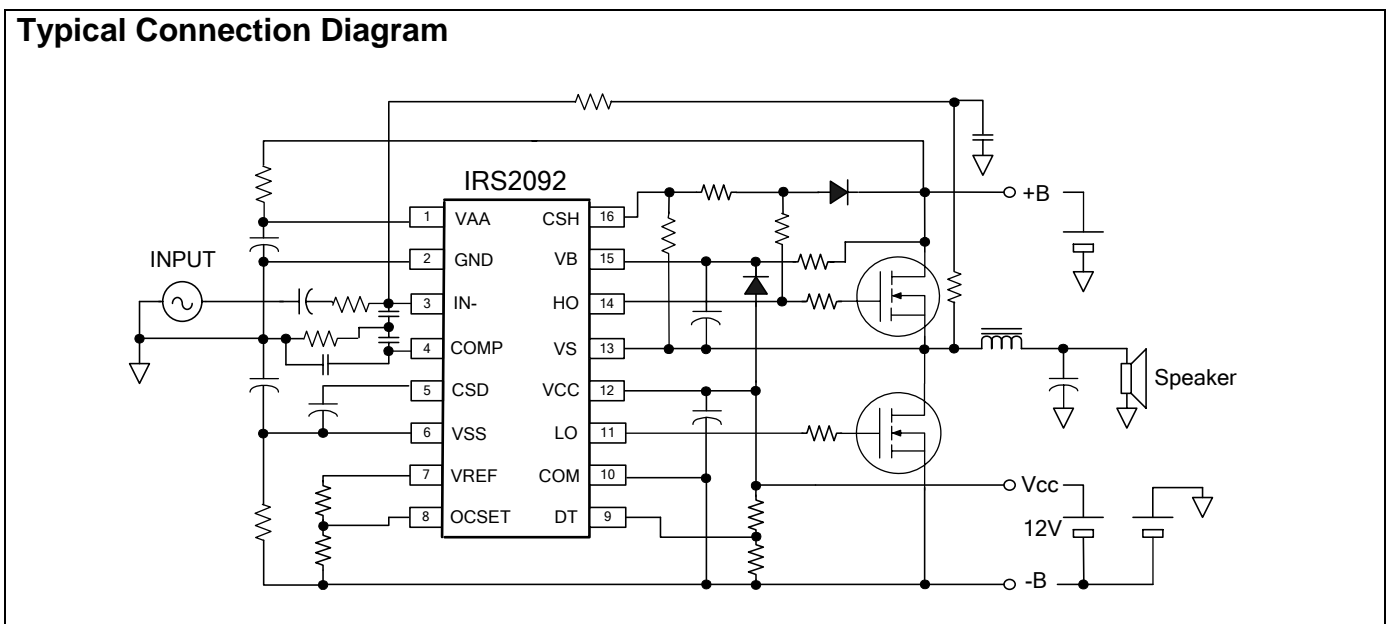 Typical Connection Diagram
IRS2092
INPUT
1 VAA
2 GND
3 IN-
4 COMP
5 CSD
6 VSS
7 VREF
8 OCSET
CSH 16
VB 15
HO 14
VS 13
VCC 12
LO 11
COM 10
DT 9
+B
Speaker
Vcc
12V
-B